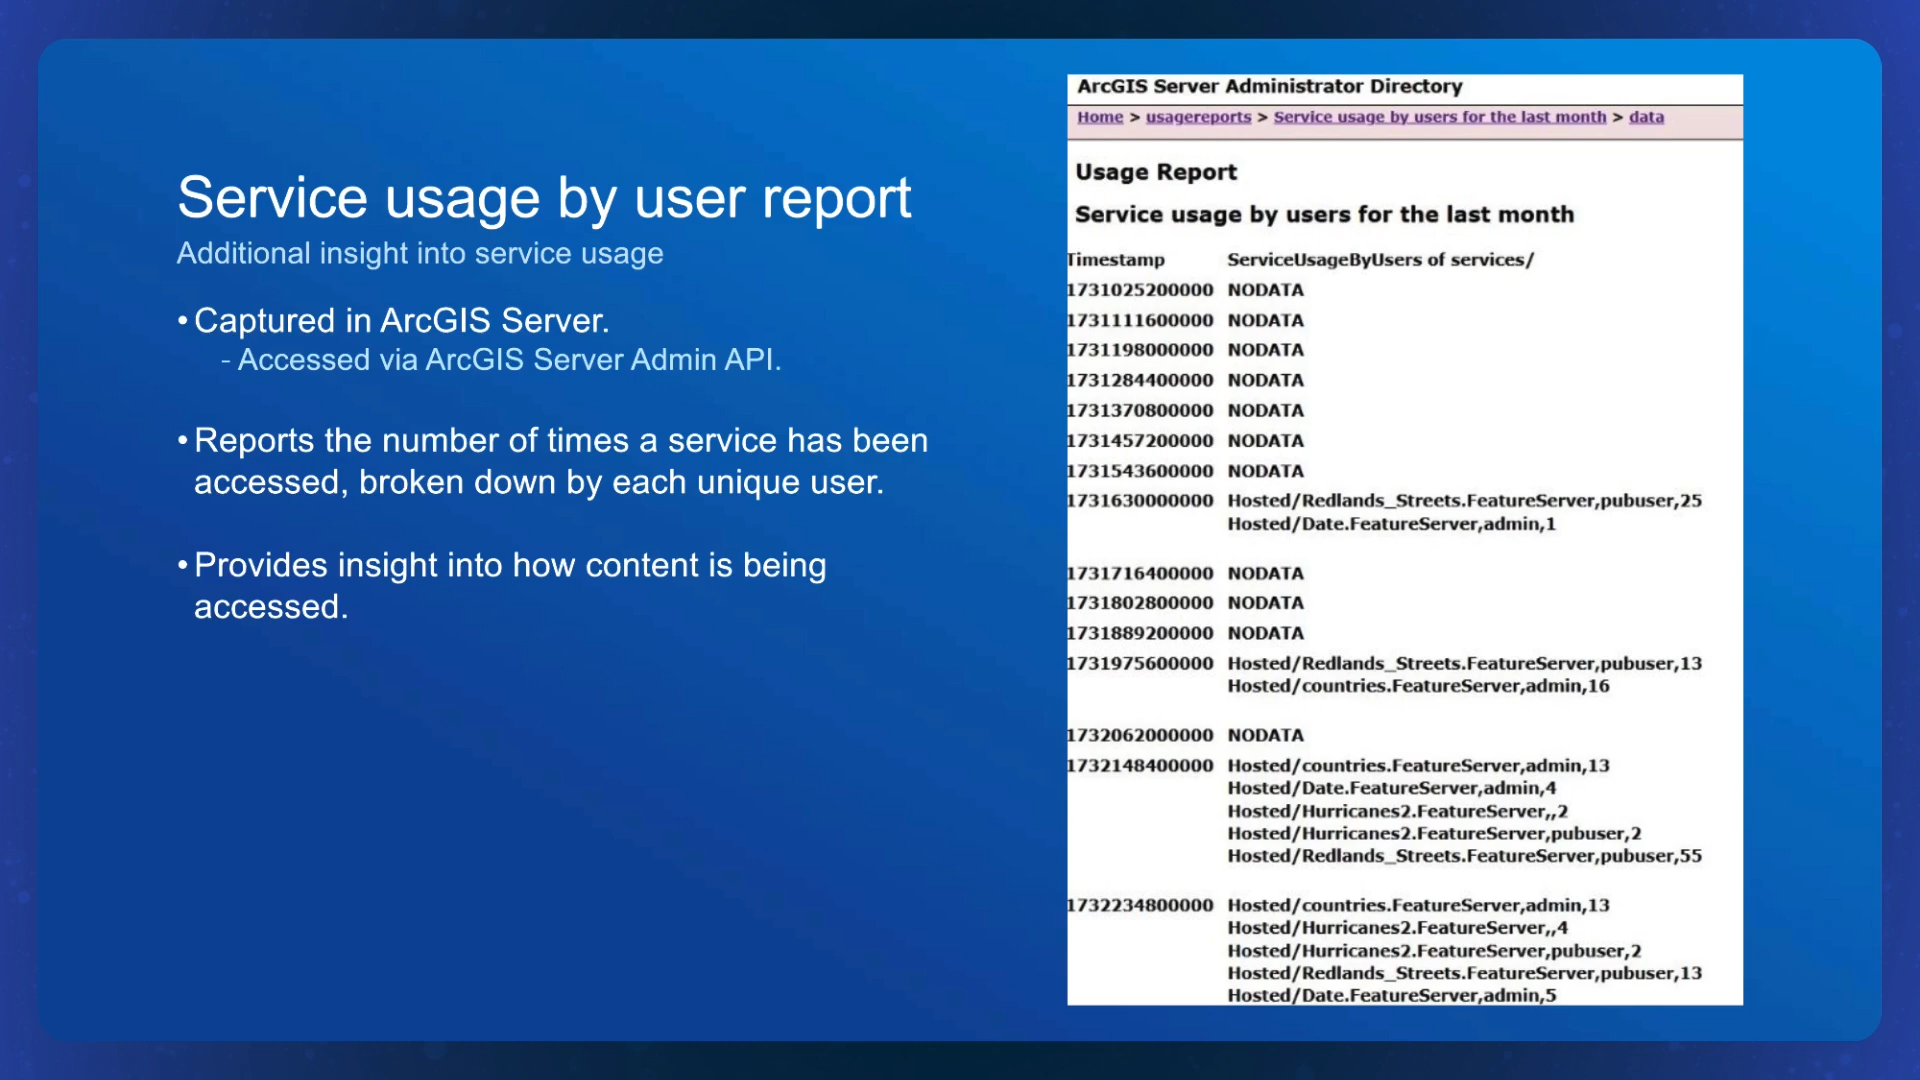 Service usage by user report
Additional insight into service usage
• Captured in ArcGIS Server.
- Accessed via ArcGIS Server Admin API.
• Reports the number of times a service has been
accessed, broken down by each unique user.
• Provides insight into how content is being
accessed.
ArcGIS Server Administrator Directory
Home > usagereports > Service usage by users for the last month > data
Usage Report
Service usage by users for the last month
Timestamp ServiceUsageByUsers of services/
1731025200000 NODATA
1731111600000 NODATA
1731198000000 NODATA
1731284400000 NODATA
1731370800000 NODATA
1731457200000 NODATA
1731543600000 NODATA
1731630000000 Hosted/Redlands_Streets.FeatureServer,pubuser,25
Hosted/Date.FeatureServer,admin,1
1731716400000 NODATA
1731802800000 NODATA
1731889200000 NODATA
1731975600000 Hosted/Redlands_Streets.FeatureServer,pubuser,13
Hosted/countries.FeatureServer,admin,16
1732062000000 NODATA
1732148400000 Hosted/countries.FeatureServer,admin,13
Hosted/Date.FeatureServer,admin,4
Hosted/Hurricanes2.FeatureServer,,2
Hosted/Hurricanes2.FeatureServer,pubuser,2
Hosted/Redlands_Streets.FeatureServer,pubuser,55
1732234800000 Hosted/countries.FeatureServer,admin,13
Hosted/Hurricanes2.FeatureServer,,4
Hosted/Hurricanes2.FeatureServer,pubuser,2
Hosted/Redlands_Streets.FeatureServer,pubuser,13
Hosted/Date.FeatureServer,admin,5